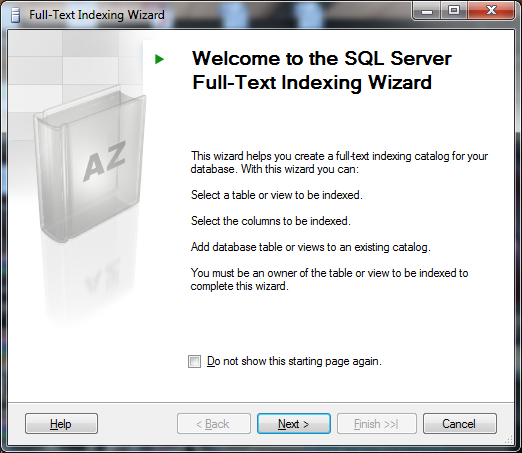 Full-Text Indexing Wizard
Welcome to the SQL Server
Full-Text Indexing Wizard
AZ
This wizard helps you create a full-text indexing catalog for your
database. With this wizard you can:
Select a table or view to be indexed.
Select the columns to be indexed.
Add database table or views to an existing catalog.
You must be an owner of the table or view to be indexed to
complete this wizard.
Do not show this starting page again.
Help
< Back
Next >
Finish >>|
Cancel